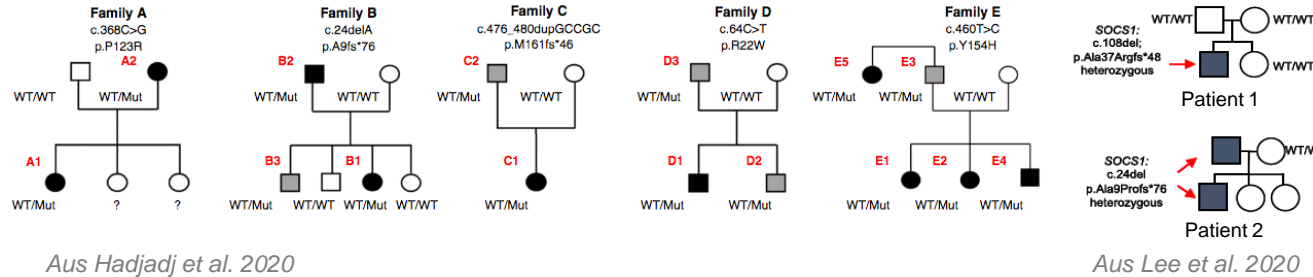 Family A
c.368C>G
p.P123R
A2
WT/WT WT/Mut
A1
WT/Mut ? ?
Family B
c.24delA
p.A9fs*76
B2
WT/Mut WT/WT
B3 B1
WT/Mut WT/WT WT/Mut WT/WT
Family C
c.476_480dupGCCGC
p.M161fs*46
C2
WT/Mut WT/WT
C1
WT/Mut
Family D
c.64C>T
p.R22W
D3
WT/Mut WT/WT
D1 D2
WT/Mut WT/Mut
Family E
c.460T>C
p.Y154H
E5 E3
WT/Mut WT/Mut WT/WT
E1 E2 E4
WT/Mut WT/Mut WT/Mut
WT/WT WT/WT
SOCS1:
c.108del;
p.Ala37Argfs*48
heterozygous
WT/WT
Patient 1
SOCS1:
c.24del
p.Ala9Profs*76
heterozygous
Patient 2
Aus Hadjadj et al. 2020
Aus Lee et al. 2020